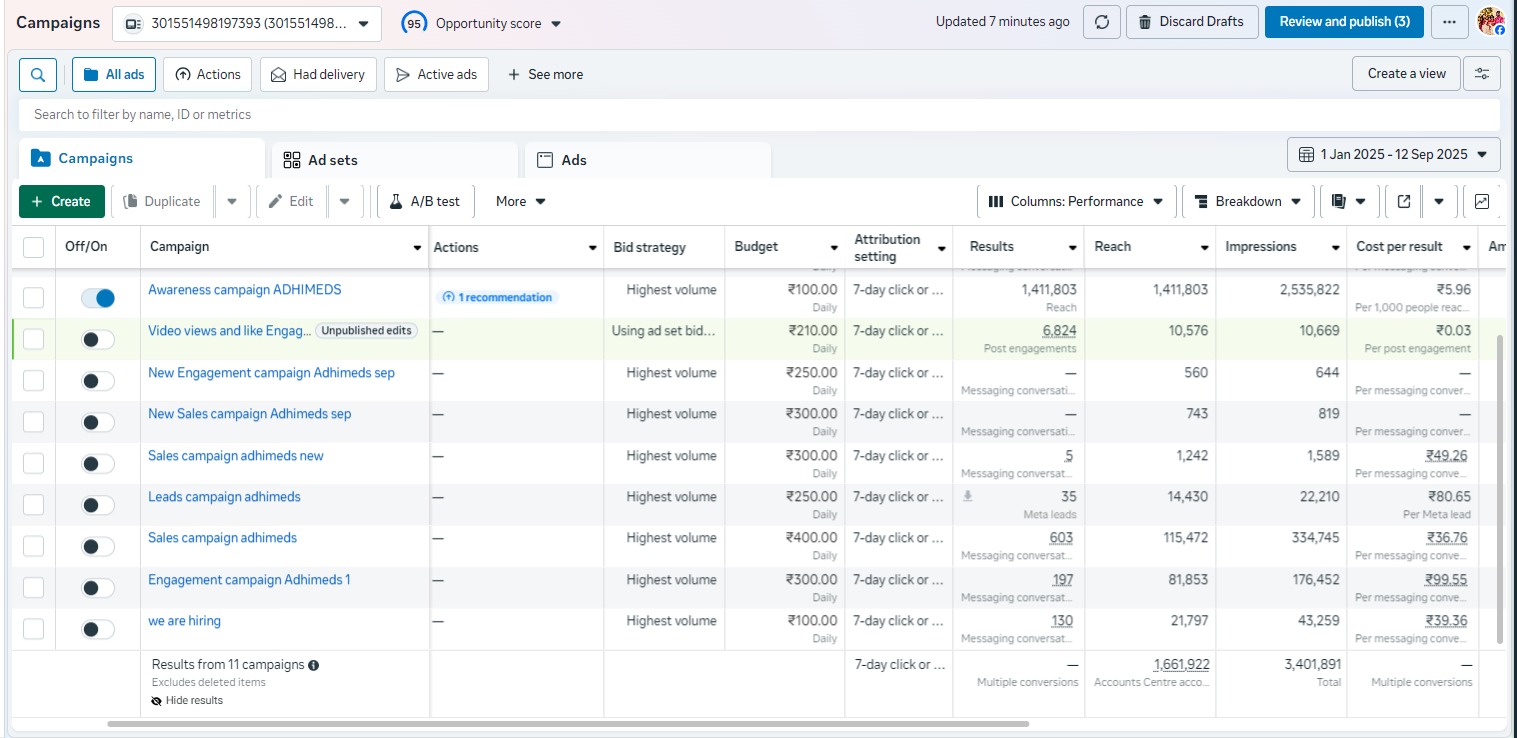 Campaigns 301551498197393 (301551498... 95 Opportunity score Updated 7 minutes ago Discard Drafts Review and publish (3) ...
All ads Actions Had delivery Active ads + See more Create a view
Search to filter by name, ID or metrics
Campaigns Ad sets Ads 1 Jan 2025 - 12 Sep 2025
+ Create Duplicate Edit A/B test More Columns: Performance Breakdown
Off/On Campaign Actions Bid strategy Budget Attribution setting Results Reach Impressions Cost per result Am
Awareness campaign ADHIMEDS 1 recommendation Highest volume ₹100.00 7-day click or ... 1,411,803 1,411,803 2,535,822 ₹5.96
Daily Reach Per 1,000 people reac...
Video views and like Engag... Unpublished edits — Using ad set bid... ₹210.00 7-day click or ... 6,824 10,576 10,669 ₹0.03
Daily Post engagements Per post engagement
New Engagement campaign Adhimeds sep — Highest volume ₹250.00 7-day click or ... — 560 644 —
Daily Messaging conversati... Per messaging conver...
New Sales campaign Adhimeds sep — Highest volume ₹300.00 7-day click or ... — 743 819 —
Daily Messaging conversati... Per messaging conver...
Sales campaign adhimeds new — Highest volume ₹300.00 7-day click or ... 5 1,242 1,589 ₹49.26
Daily Messaging conversat... Per messaging conve...
Leads campaign adhimeds — Highest volume ₹250.00 7-day click or ... 35 14,430 22,210 ₹80.65
Daily Meta leads Per Meta lead
Sales campaign adhimeds — Highest volume ₹400.00 7-day click or ... 603 115,472 334,745 ₹36.76
Daily Messaging conversat... Per messaging conve...
Engagement campaign Adhimeds 1 — Highest volume ₹300.00 7-day click or ... 197 81,853 176,452 ₹99.55
Daily Messaging conversat... Per messaging conve...
we are hiring — Highest volume ₹100.00 7-day click or ... 130 21,797 43,259 ₹39.36
Daily Messaging conversat... Per messaging conve...
Results from 11 campaigns 7-day click or ... — 1,661,922 3,401,891 —
Excludes deleted items Multiple conversions Accounts Centre acco... Total Multiple conversions
Hide results